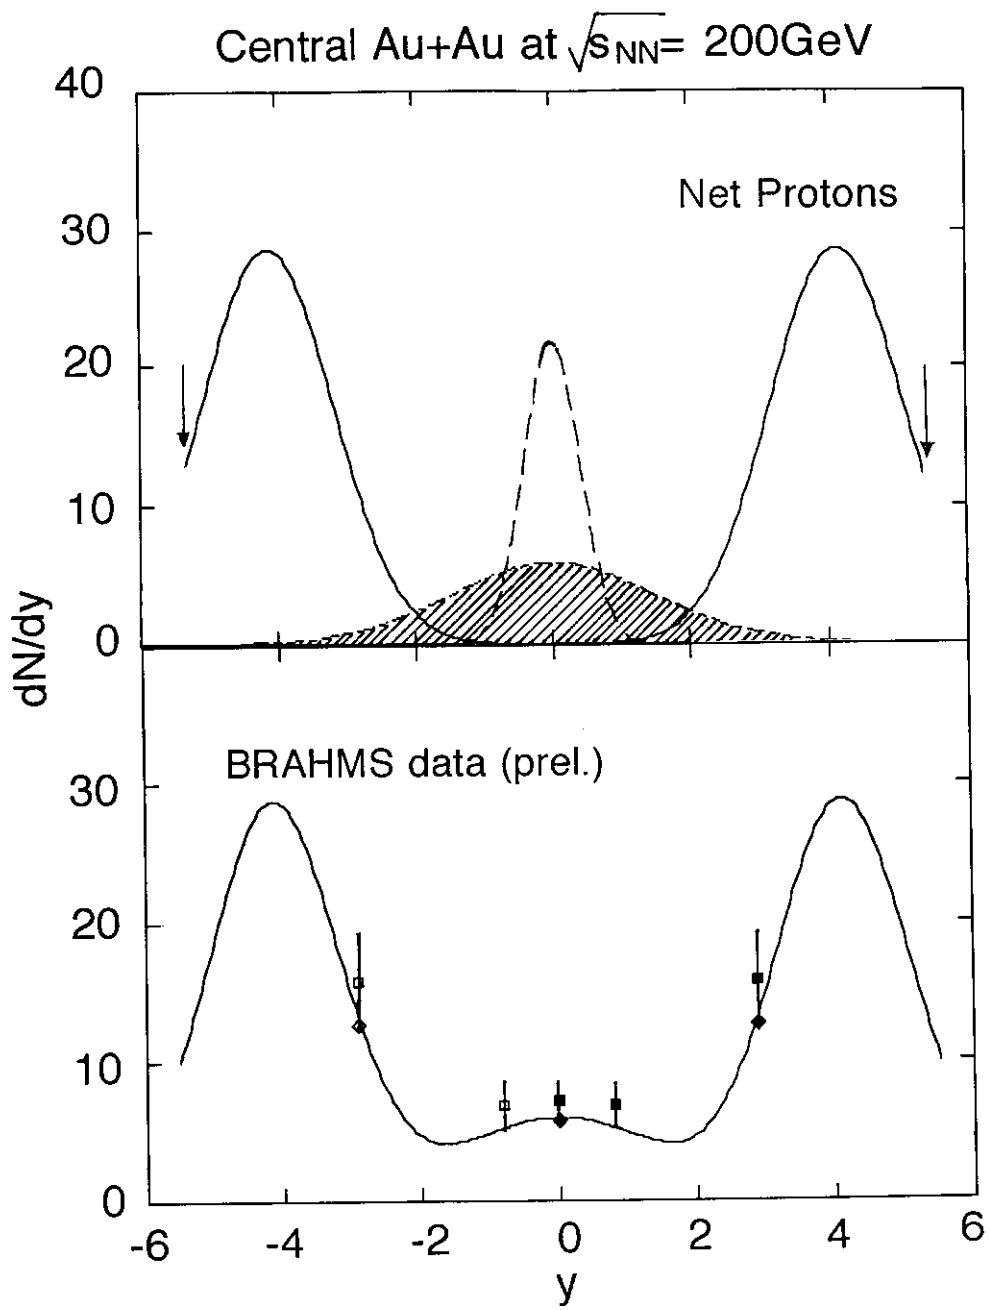 Central Au+Au at √sNN= 200GeV
40
Net Protons
30
20
10
0
dN/dy
BRAHMS data (prel.)
30
20
10
0
-6 -4 -2 0 2 4 6
y